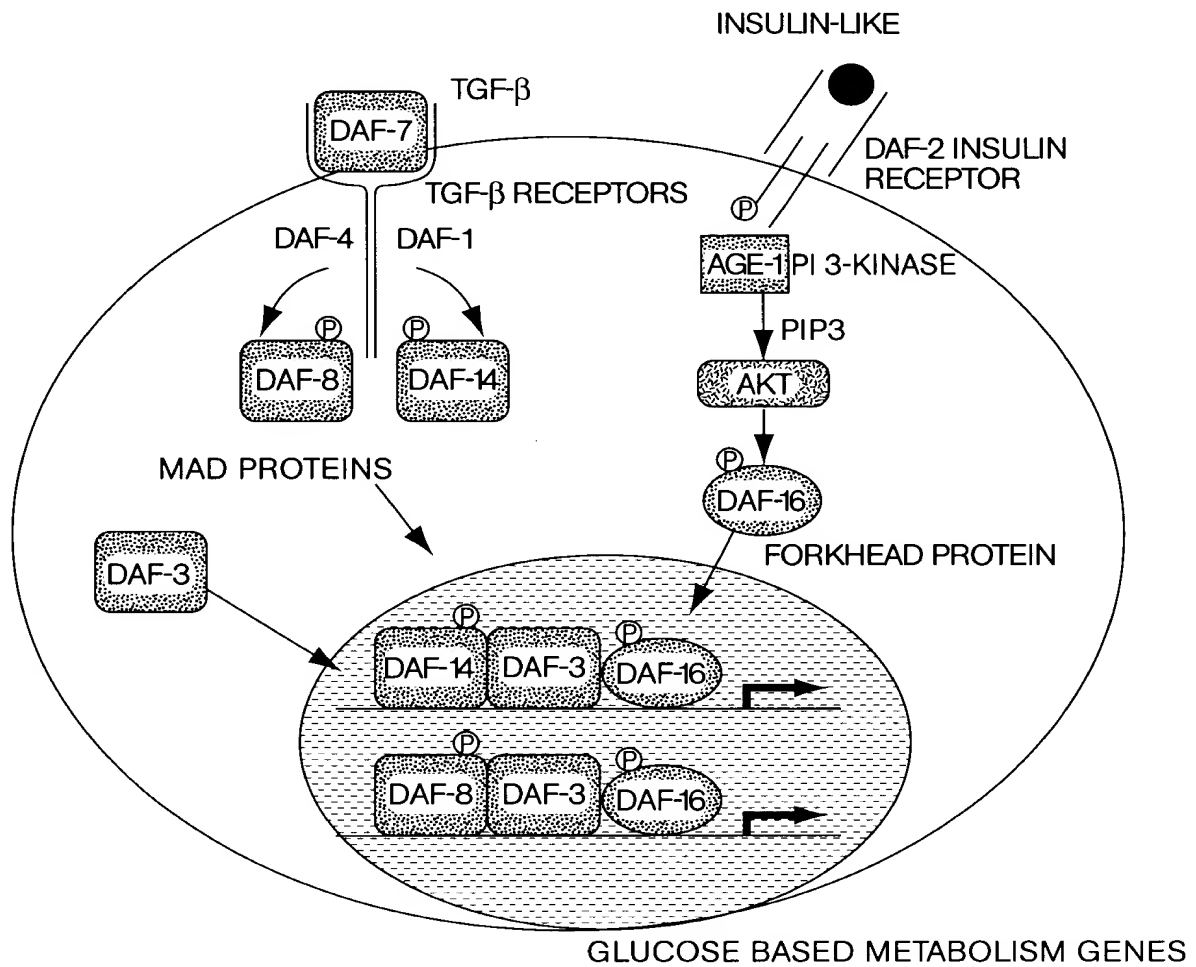 INSULIN-LIKE
TGF-β
DAF-7
DAF-2 INSULIN
RECEPTOR
TGF-β RECEPTORS
P
DAF-4
DAF-1
AGE-1
PI 3-KINASE
PIP3
P
P
DAF-8
DAF-14
AKT
MAD PROTEINS
P
DAF-16
FORKHEAD PROTEIN
DAF-3
P
P
DAF-14
DAF-3
DAF-16
P
P
DAF-8
DAF-3
DAF-16
GLUCOSE BASED METABOLISM GENES